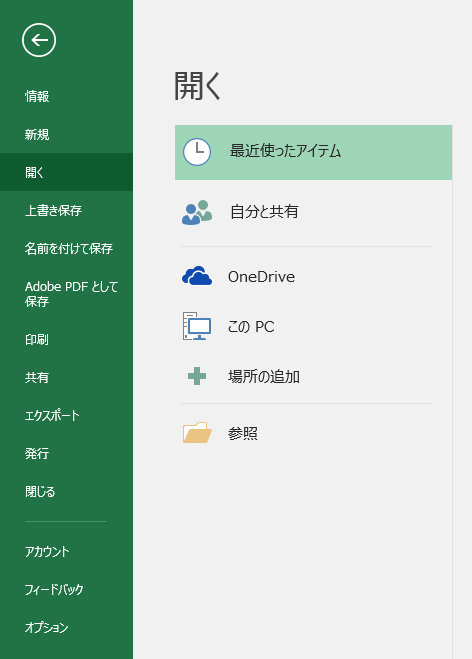 情報
新規
開く
上書き保存
名前を付けて保存
Adobe PDF として
保存
印刷
共有
エクスポート
発行
閉じる
アカウント
フィードバック
オプション
開く
最近使ったアイテム
自分と共有
OneDrive
この PC
場所の追加
参照